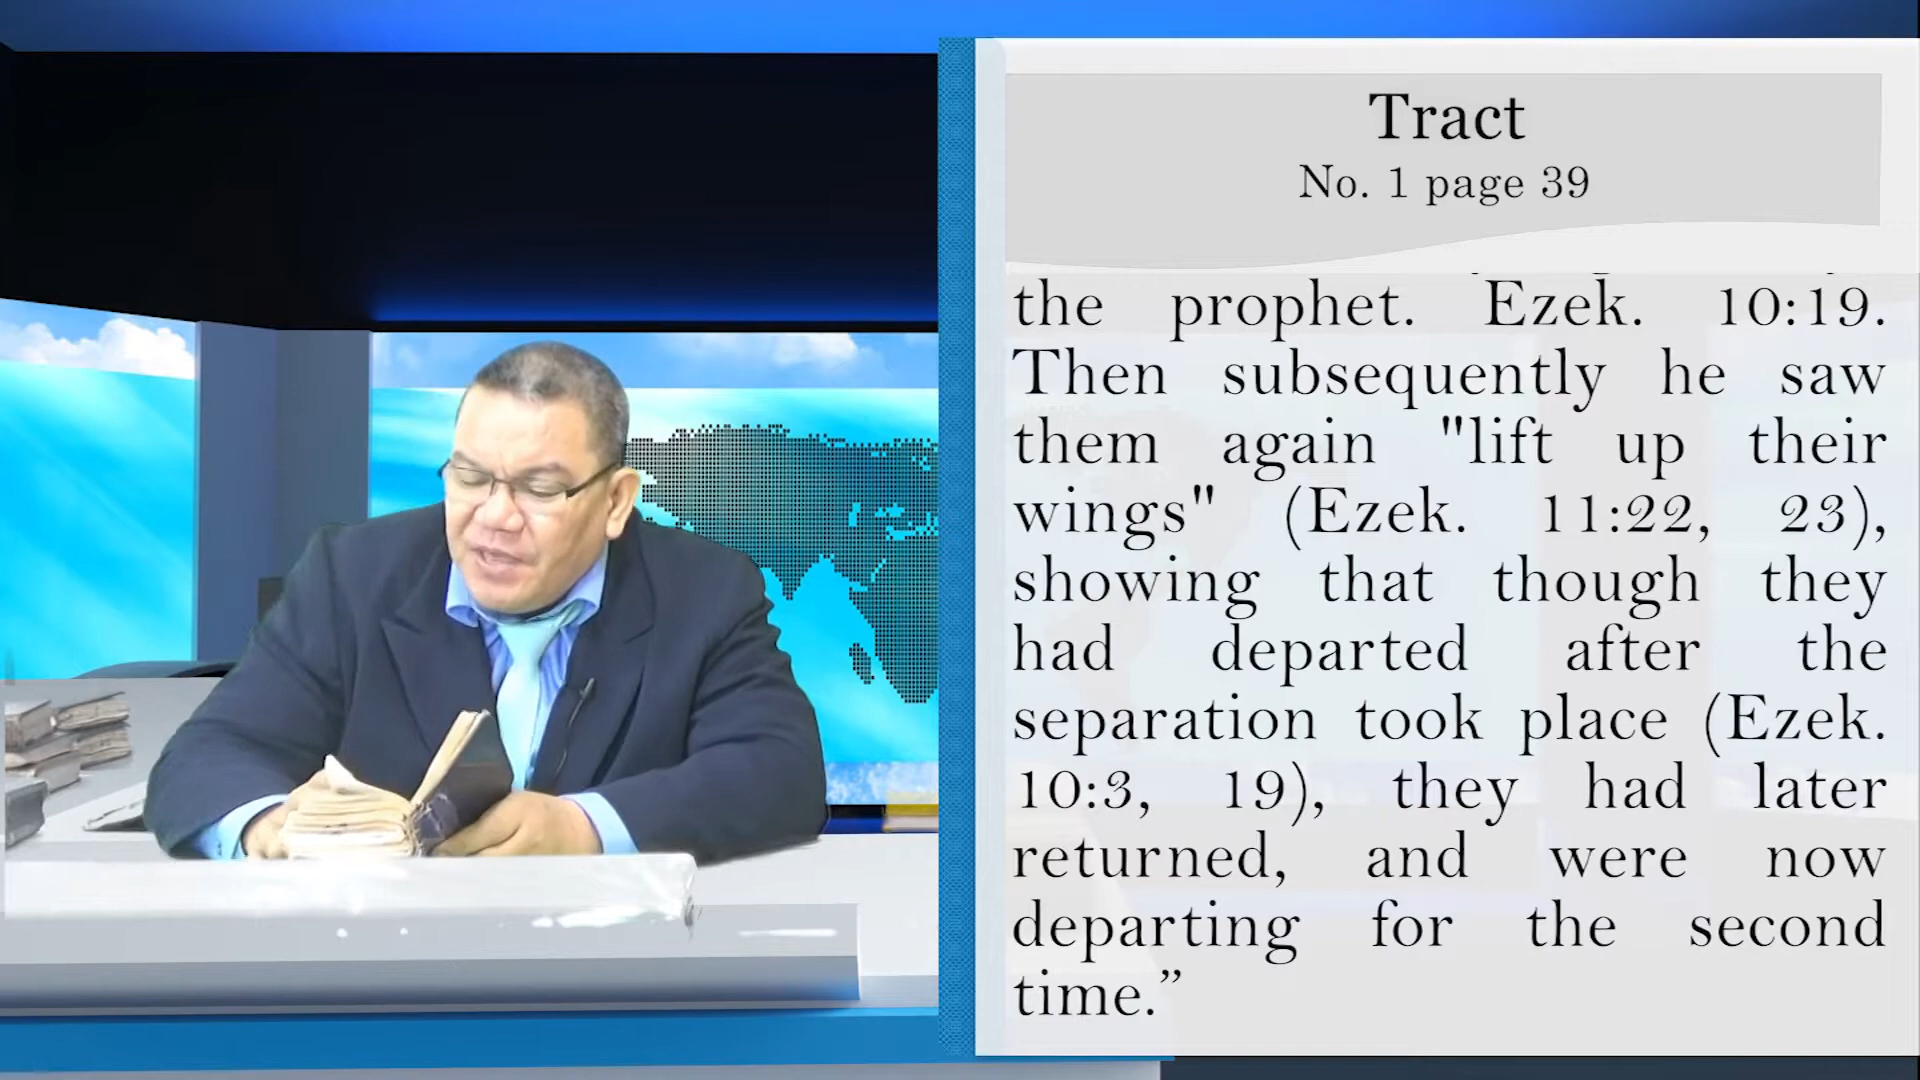 Tract
No. 1 page 39
the prophet. Ezek. 10:19.
Then subsequently he saw
them again "lift up their
wings" (Ezek. 11:22, 23),
showing that though they
had departed after the
separation took place (Ezek.
10:3, 19), they had later
returned, and were now
departing for the second
time.”